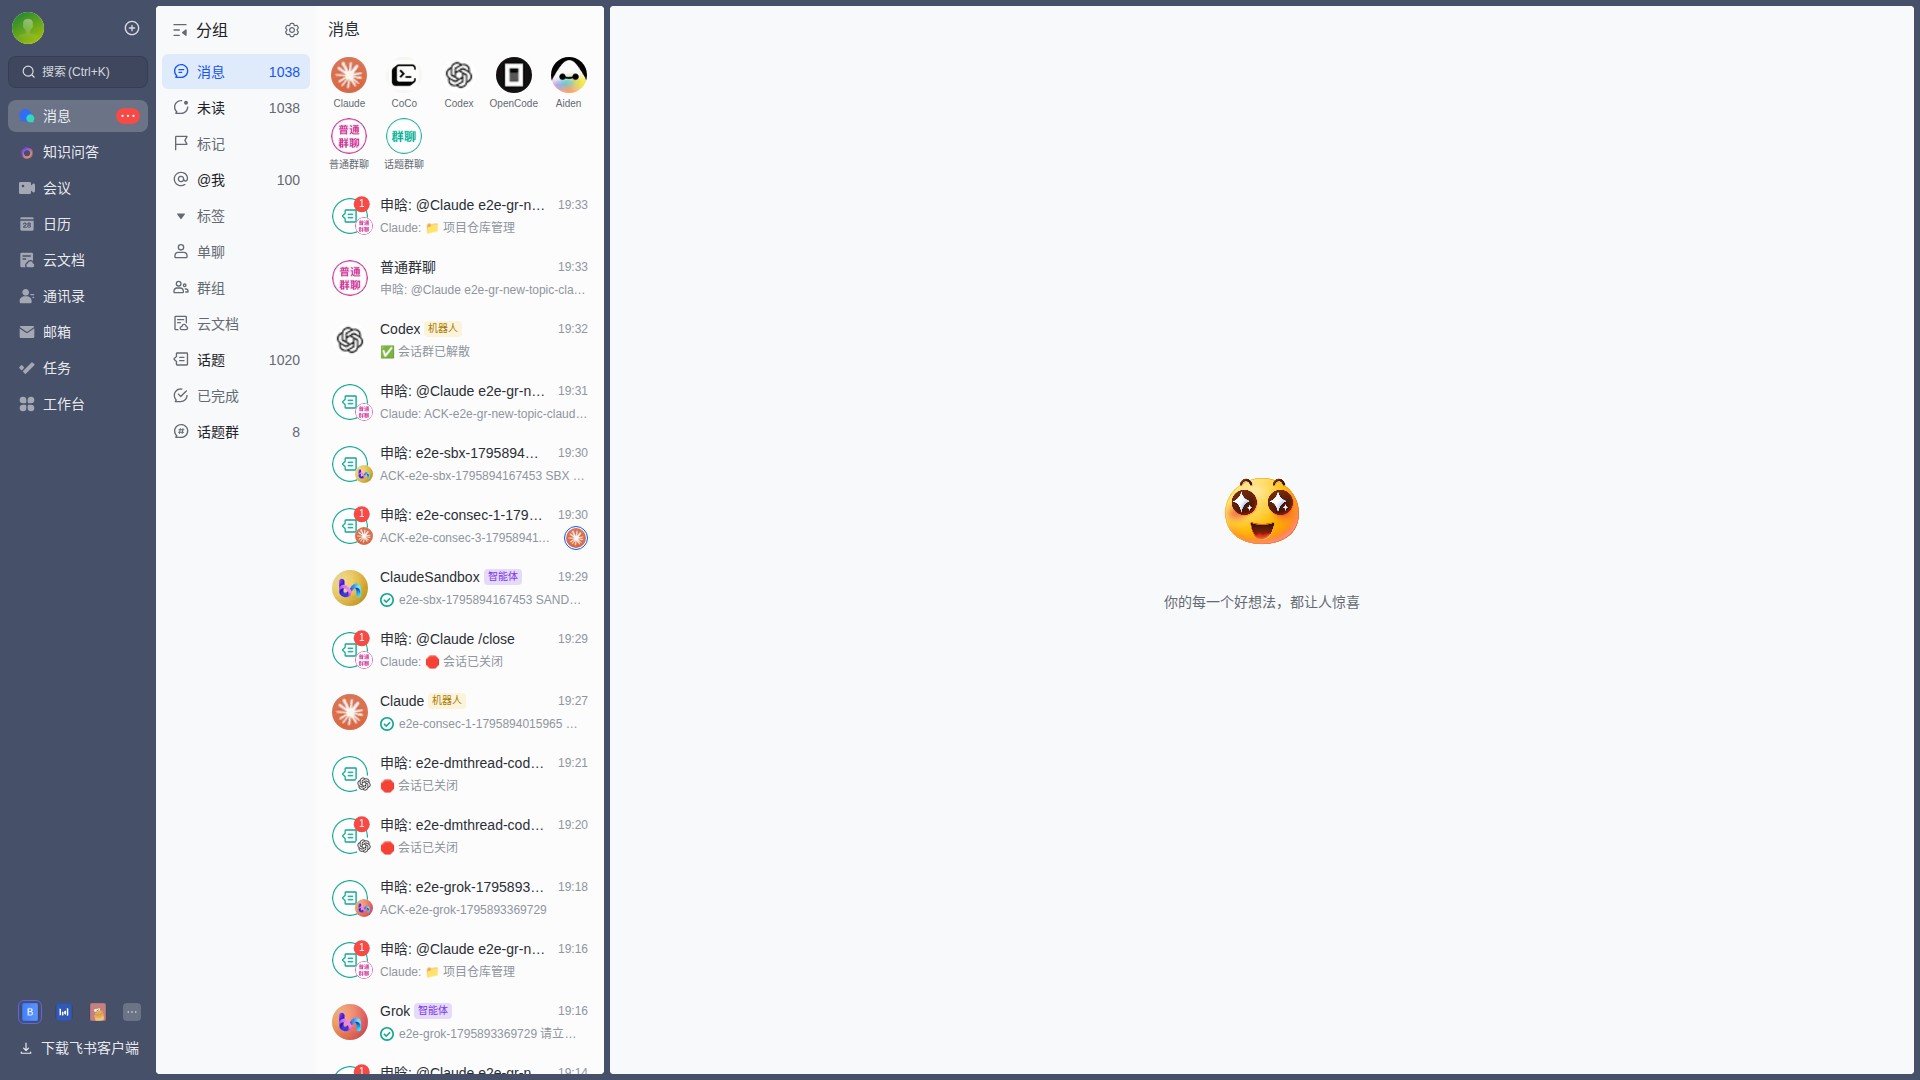 搜索 (Ctrl+K)
消息
知识问答
会议
日历
云文档
通讯录
邮箱
任务
工作台
下载飞书客户端
分组
消息 1038
未读 1038
标记
@我 100
标签
单聊
群组
云文档
话题 1020
已完成
话题群 8
消息
Claude
CoCo
Codex
OpenCode
Aiden
普通群聊
普通群聊
群聊
话题群聊
申晗: @Claude e2e-gr-n... 19:33
Claude: 📁 项目仓库管理
普通群聊 19:33
申晗: @Claude e2e-gr-new-topic-cla...
Codex 机器人 19:32
✅ 会话群已解散
申晗: @Claude e2e-gr-n... 19:31
Claude: ACK-e2e-gr-new-topic-claud...
申晗: e2e-sbx-1795894... 19:30
ACK-e2e-sbx-1795894167453 SBX ...
申晗: e2e-consec-1-179... 19:30
ACK-e2e-consec-3-17958941...
ClaudeSandbox 智能体 19:29
e2e-sbx-1795894167453 SAND...
申晗: @Claude /close 19:29
Claude: 🛑 会话已关闭
Claude 机器人 19:27
e2e-consec-1-1795894015965 ...
申晗: e2e-dmthread-cod... 19:21
🛑 会话已关闭
申晗: e2e-dmthread-cod... 19:20
🛑 会话已关闭
申晗: e2e-grok-1795893... 19:18
ACK-e2e-grok-1795893369729
申晗: @Claude e2e-gr-n... 19:16
Claude: 📁 项目仓库管理
Grok 智能体 19:16
e2e-grok-1795893369729 请立...
申晗: @Claude e2e-gr-n... 19:14
你的每一个好想法，都让人惊喜